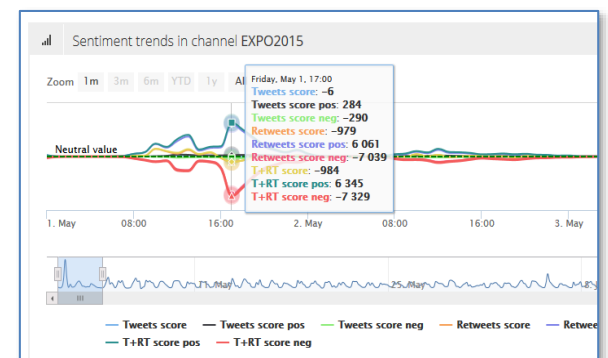 Sentiment trends in channel EXPO2015
Zoom 1m 3m 6m YTD 1y Al
Friday, May 1, 17:00
Tweets score: −6
Tweets score pos: 284
Tweets score neg: −290
Retweets score: −979
Retweets score pos: 6 061
Retweets score neg: −7 039
T+RT score: −984
T+RT score pos: 6 345
T+RT score neg: −7 329
Neutral value
1. May 08:00 16:00 2. May 08:00 16:00 3. May
11. May 25. May 8. J
Tweets score Tweets score pos Tweets score neg Retweets score Retwee
T+RT score pos T+RT score neg